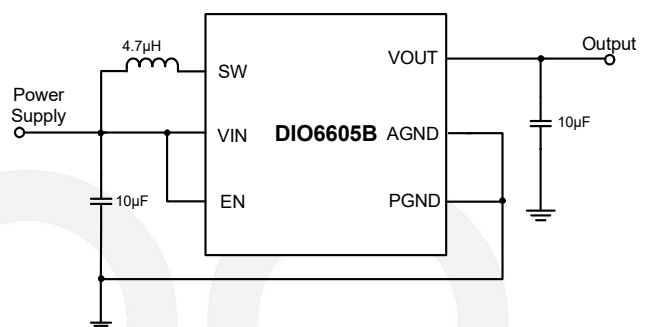 4.7µH
SW
VOUT
Output
Power
Supply
VIN
DIO6605B
AGND
10µF
EN
PGND
10µF